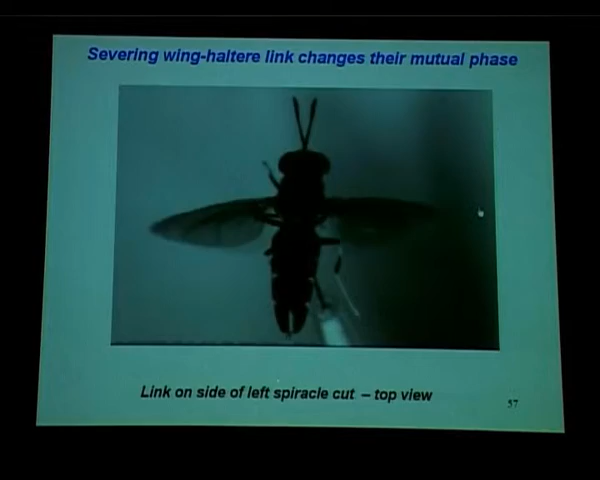 Severing wing-haltere link changes their mutual phase
Link on side of left spiracle cut – top view
57